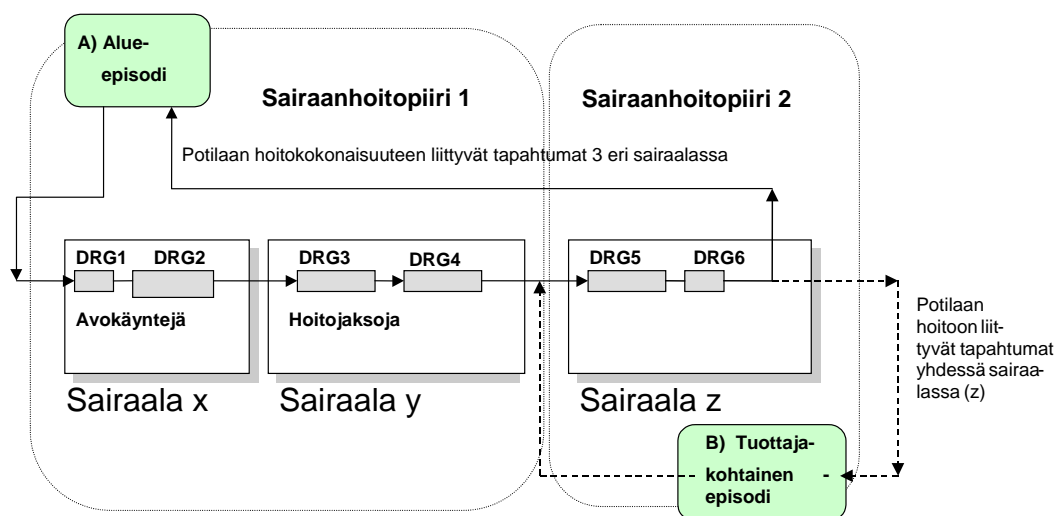 A) Alue-
episodi
Sairaanhoitopiiri 1
Sairaanhoitopiiri 2
Potilaan hoitokokonaisuuteen liittyvät tapahtumat 3 eri sairaalassa
DRG1
DRG2
DRG3
DRG4
DRG5
DRG6
Avokäyntejä
Hoitojaksoja
Potilaan
hoitoon liit-
tyvät tapahtumat
yhdessä sairaa-
lassa (z)
Sairaala x
Sairaala y
Sairaala z
B) Tuottaja-
kohtainen -
episodi